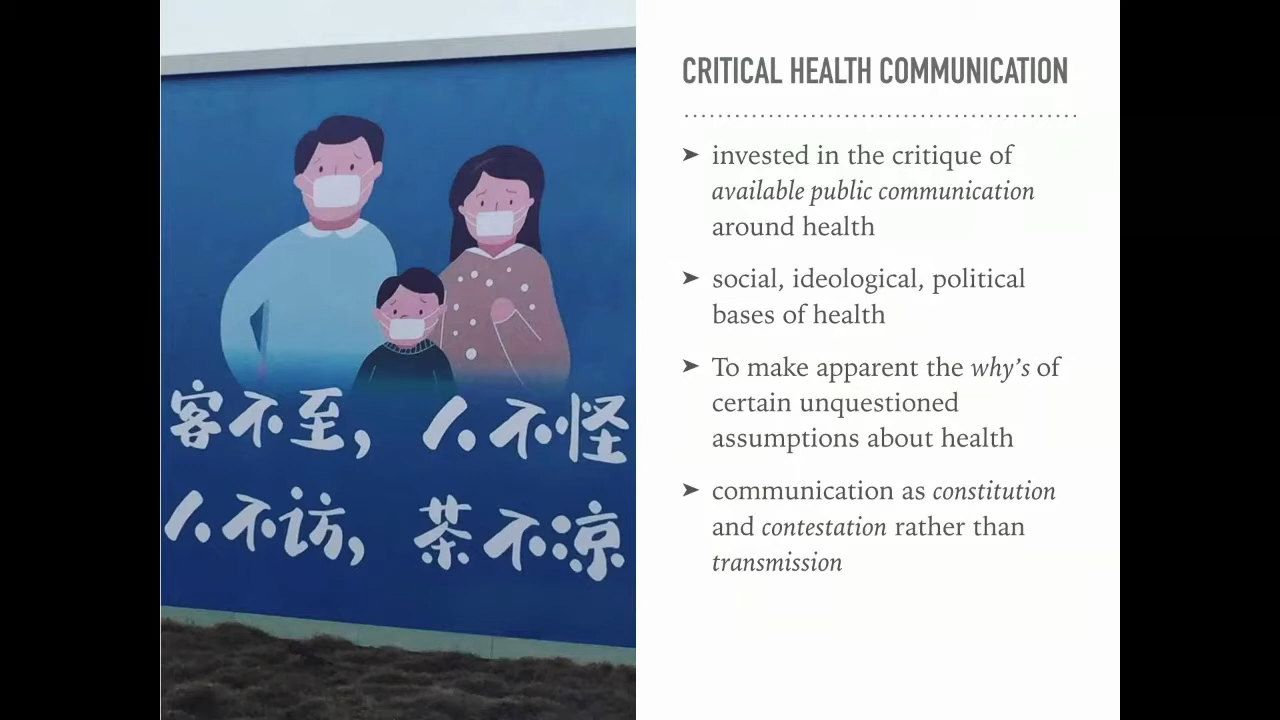 客不至，人不怪
人不访，茶不凉
CRITICAL HEALTH COMMUNICATION
➤ invested in the critique of
available public communication
around health
➤ social, ideological, political
bases of health
➤ To make apparent the why's of
certain unquestioned
assumptions about health
➤ communication as constitution
and contestation rather than
transmission